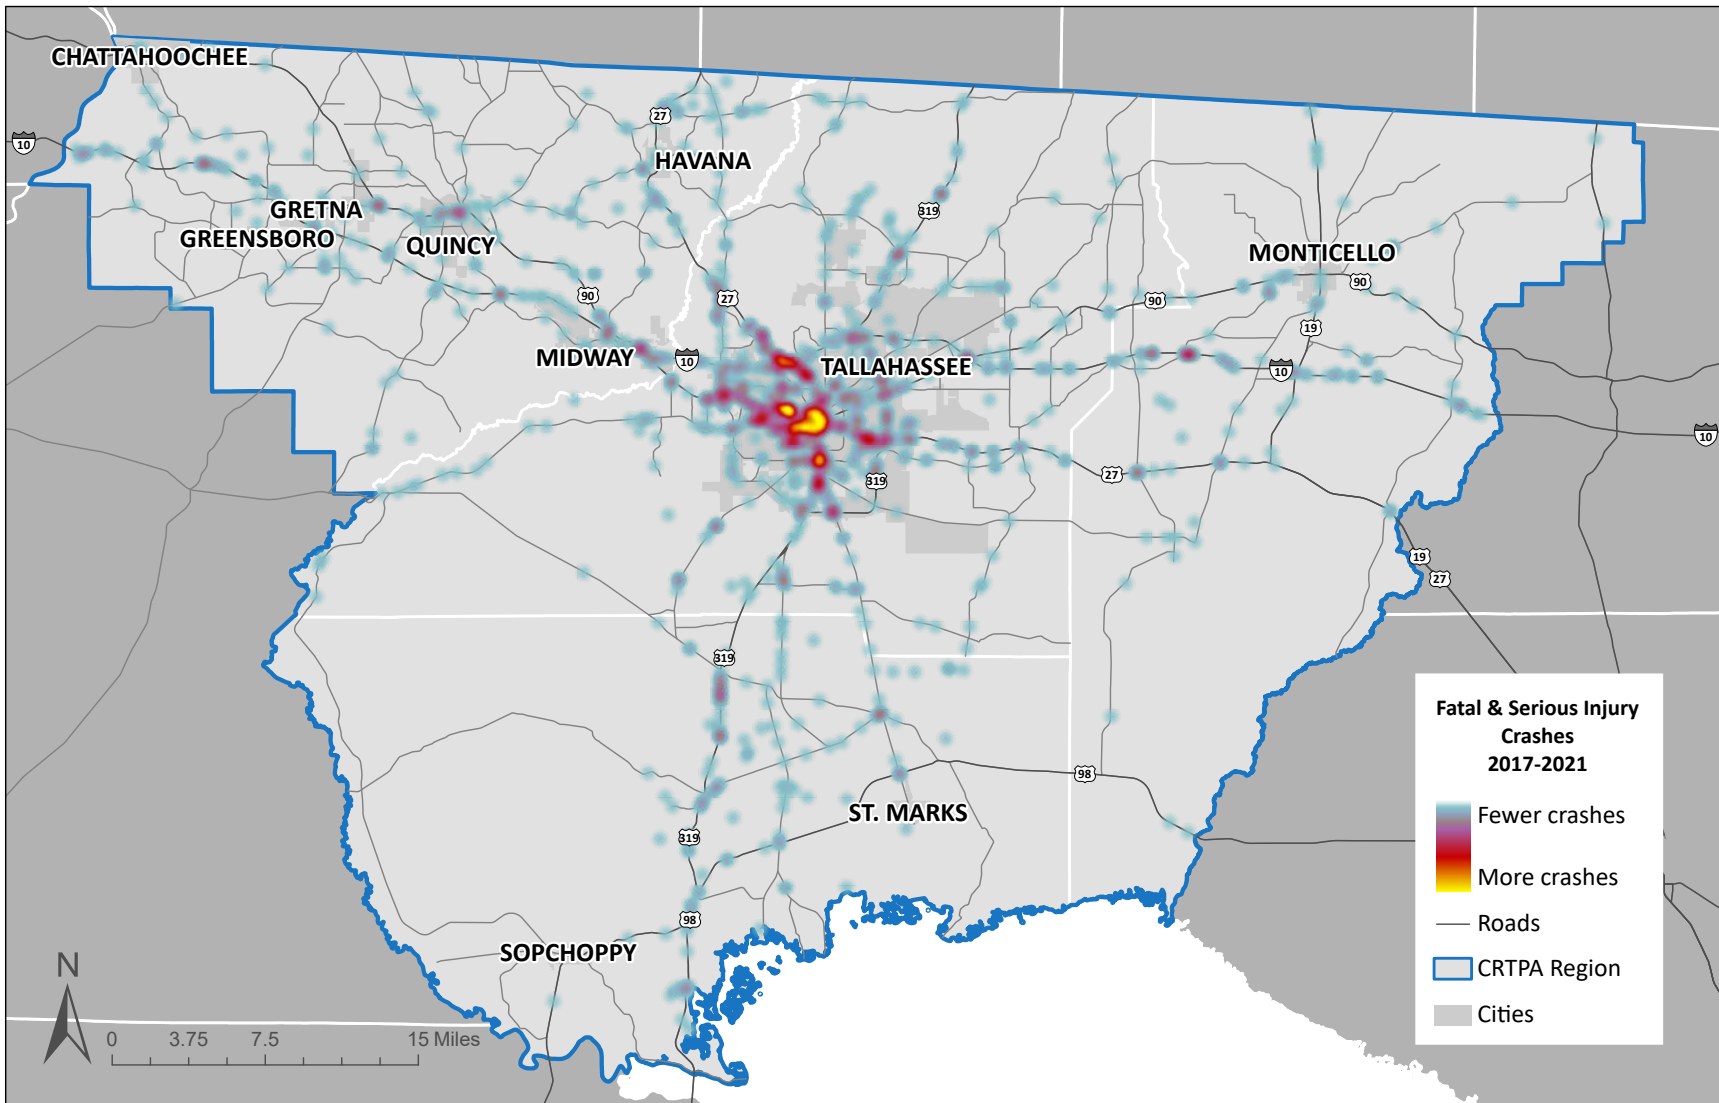 CHATTAHOOCHEE
27
10
HAVANA
GRETNA
319
GREENSBORO
QUINCY
MONTICELLO
90
90
90
27
19
MIDWAY
10
TALLAHASSEE
10
10
27
319
19
27
319
98
ST. MARKS
319
98
SOPCHOPPY
Fatal & Serious Injury
Crashes
2017-2021
Fewer crashes
More crashes
Roads
CRTPA Region
Cities
N
0 3.75 7.5 15 Miles